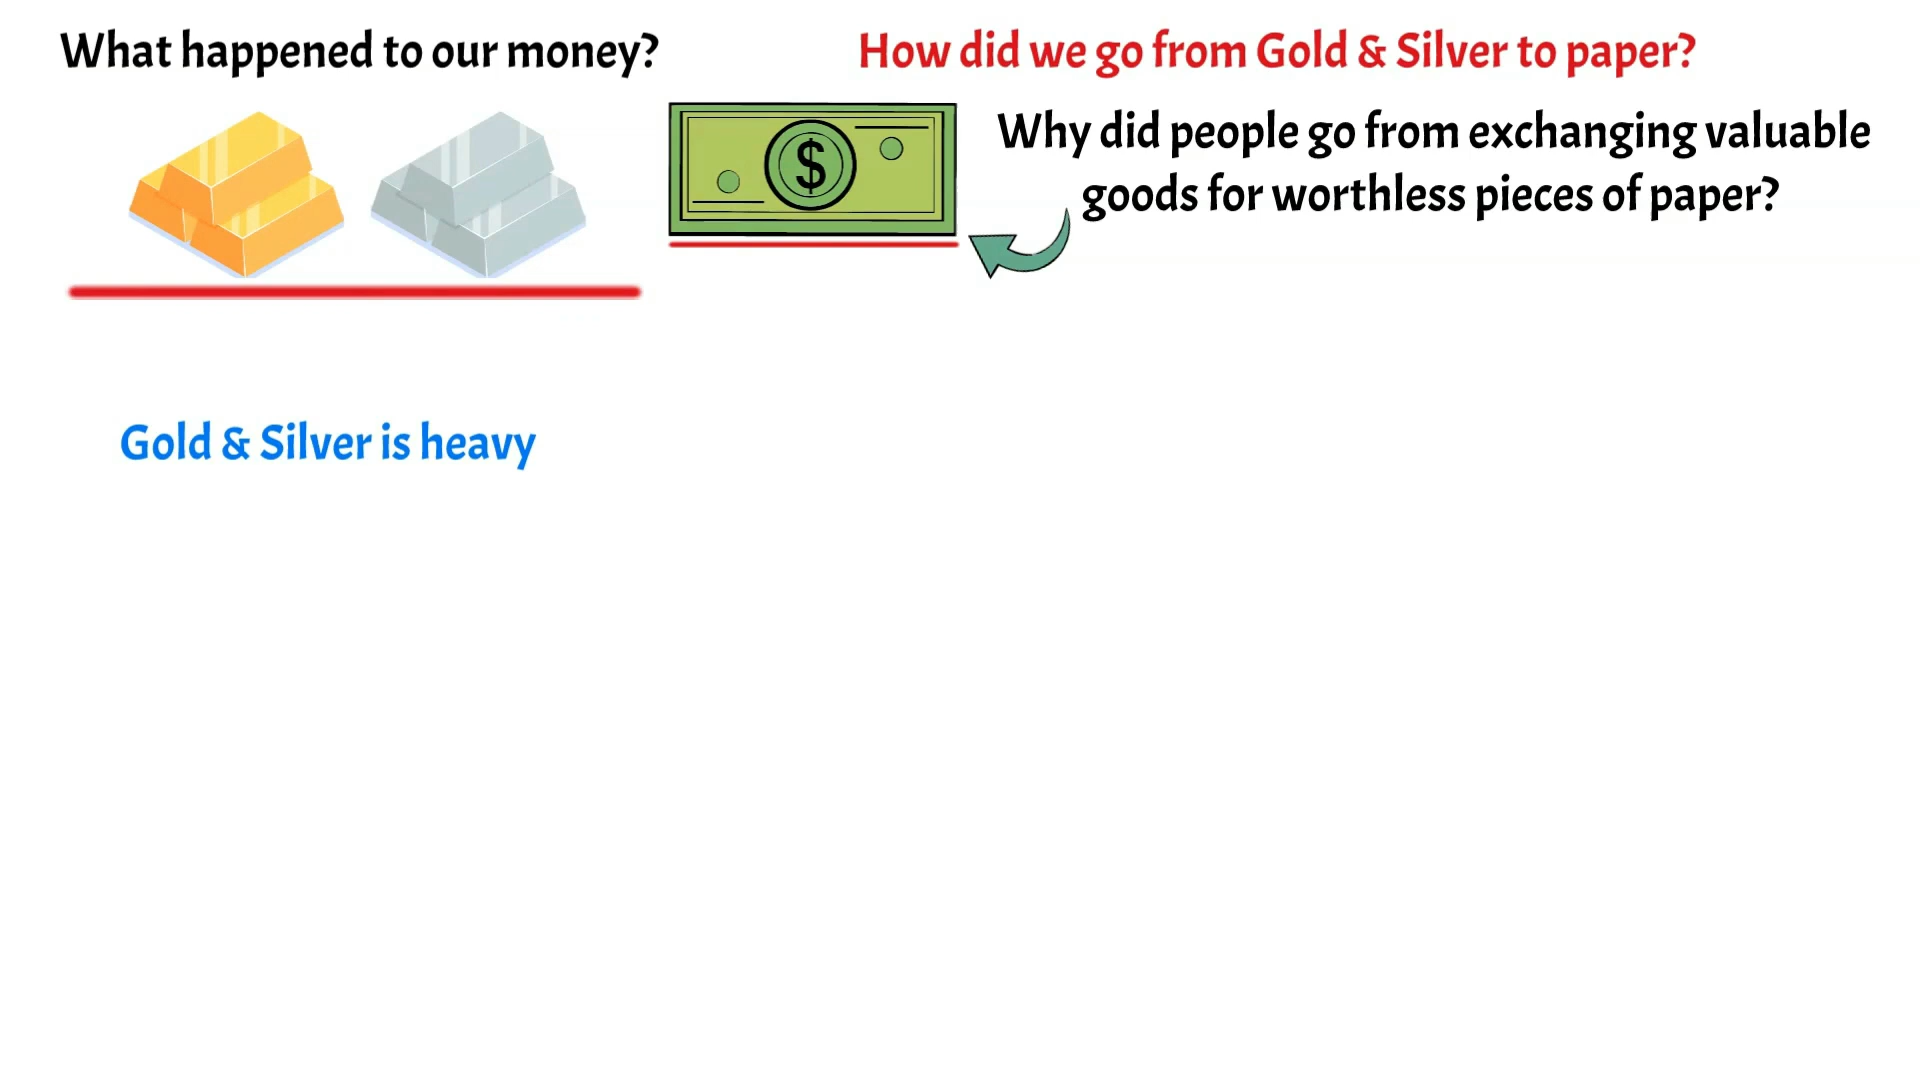 What happened to our money?
How did we go from Gold & Silver to paper?
$
Why did people go from exchanging valuable
goods for worthless pieces of paper?
Gold & Silver is heavy